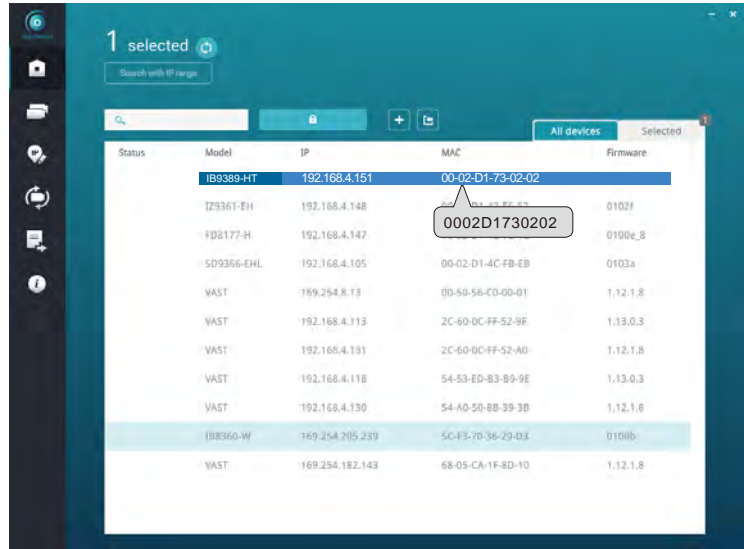 1 selected
Search with IP range
All devices Selected 1
Status Model IP MAC Firmware
IB9389-HT 192.168.4.151 00-02-D1-73-02-02
0002D1730202
IZ9361-EH 192.168.4.148 0102f
FD8177-H 192.168.4.147 0100e_8
SD9366-EHL 192.168.4.105 00-02-D1-4C-FB-EB 0103a
VAST 169.254.8.13 00-50-56-C0-00-01 1.12.1.8
VAST 192.168.4.113 2C-60-0C-FF-52-9F 1.13.0.3
VAST 192.168.4.131 2C-60-0C-FF-52-A0 1.12.1.8
VAST 192.168.4.118 54-53-ED-B3-B9-9E 1.13.0.3
VAST 192.168.4.130 54-A0-50-8B-39-3B 1.12.1.8
IB8360-W 169.254.205.239 5C-F3-70-36-29-D3 0100b
VAST 169.254.182.143 68-05-CA-1F-8D-10 1.12.1.8